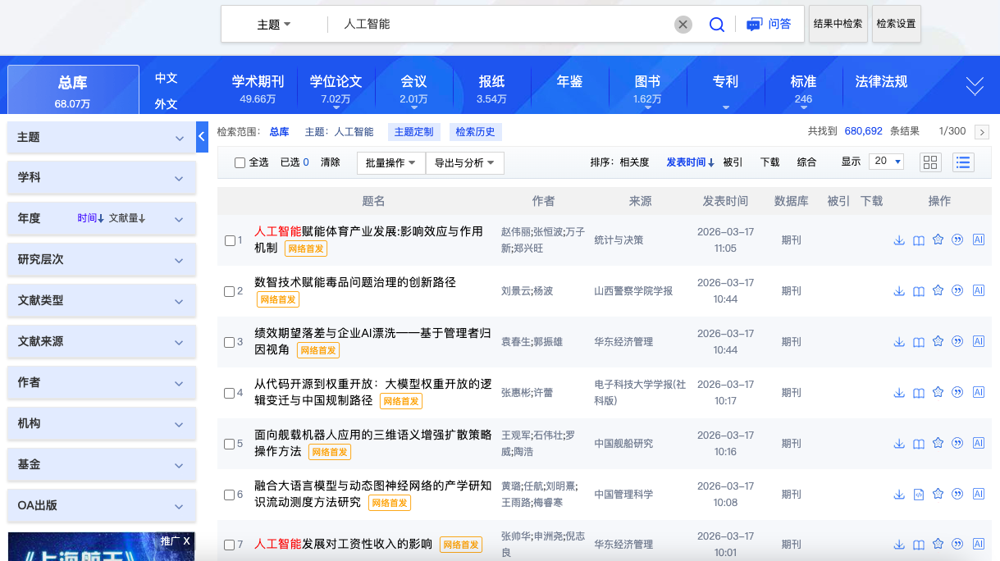 主题 人工智能 问答 结果中检索 检索设置
总库 中文 学术期刊 学位论文 会议 报纸 年鉴 图书 专利 标准 法律法规
68.07万 外文 49.66万 7.02万 2.01万 3.54万 1.62万 246
主题
学科
年度 时间↓ 文献量↓
研究层次
文献类型
文献来源
作者
机构
基金
OA出版
推广 X
检索范围: 总库 主题: 人工智能 主题定制 检索历史 共找到 680,692 条结果 1/300 >
全选 已选 0 清除 批量操作 导出与分析 排序: 相关度 发表时间↓ 被引 下载 综合 显示 20
题名 作者 来源 发表时间 数据库 被引 下载 操作
1 人工智能赋能体育产业发展:影响效应与作用 赵伟丽;张恒波;万子 统计与决策 2026-03-17 期刊 AI
机制 网络首发 新;郑兴旺 11:05
2 数智技术赋能毒品问题治理的创新路径 刘景云;杨波 山西警察学院学报 2026-03-17 期刊 AI
网络首发 10:44
3 绩效期望落差与企业AI漂洗——基于管理者归 袁春生;郭振雄 华东经济管理 2026-03-17 期刊 AI
因视角 网络首发 10:44
4 从代码开源到权重开放：大模型权重开放的逻 张惠彬;许蕾 电子科技大学学报(社 2026-03-17 期刊 AI
辑变迁与中国规制路径 网络首发 科版) 10:17
5 面向舰载机器人应用的三维语义增强扩散策略 王观军;石伟壮;罗 中国舰船研究 2026-03-17 期刊 AI
操作方法 网络首发 威;陶浩 10:16
6 融合大语言模型与动态图神经网络的产学研知 黄璐;任航;刘明熹; 中国管理科学 2026-03-17 期刊 AI
识流动测度方法研究 网络首发 王雨路;梅睿寒 10:08
7 人工智能发展对工资性收入的影响 网络首发 张帅华;申洲尧;倪志 华东经济管理 2026-03-17 期刊 AI
良 10:01